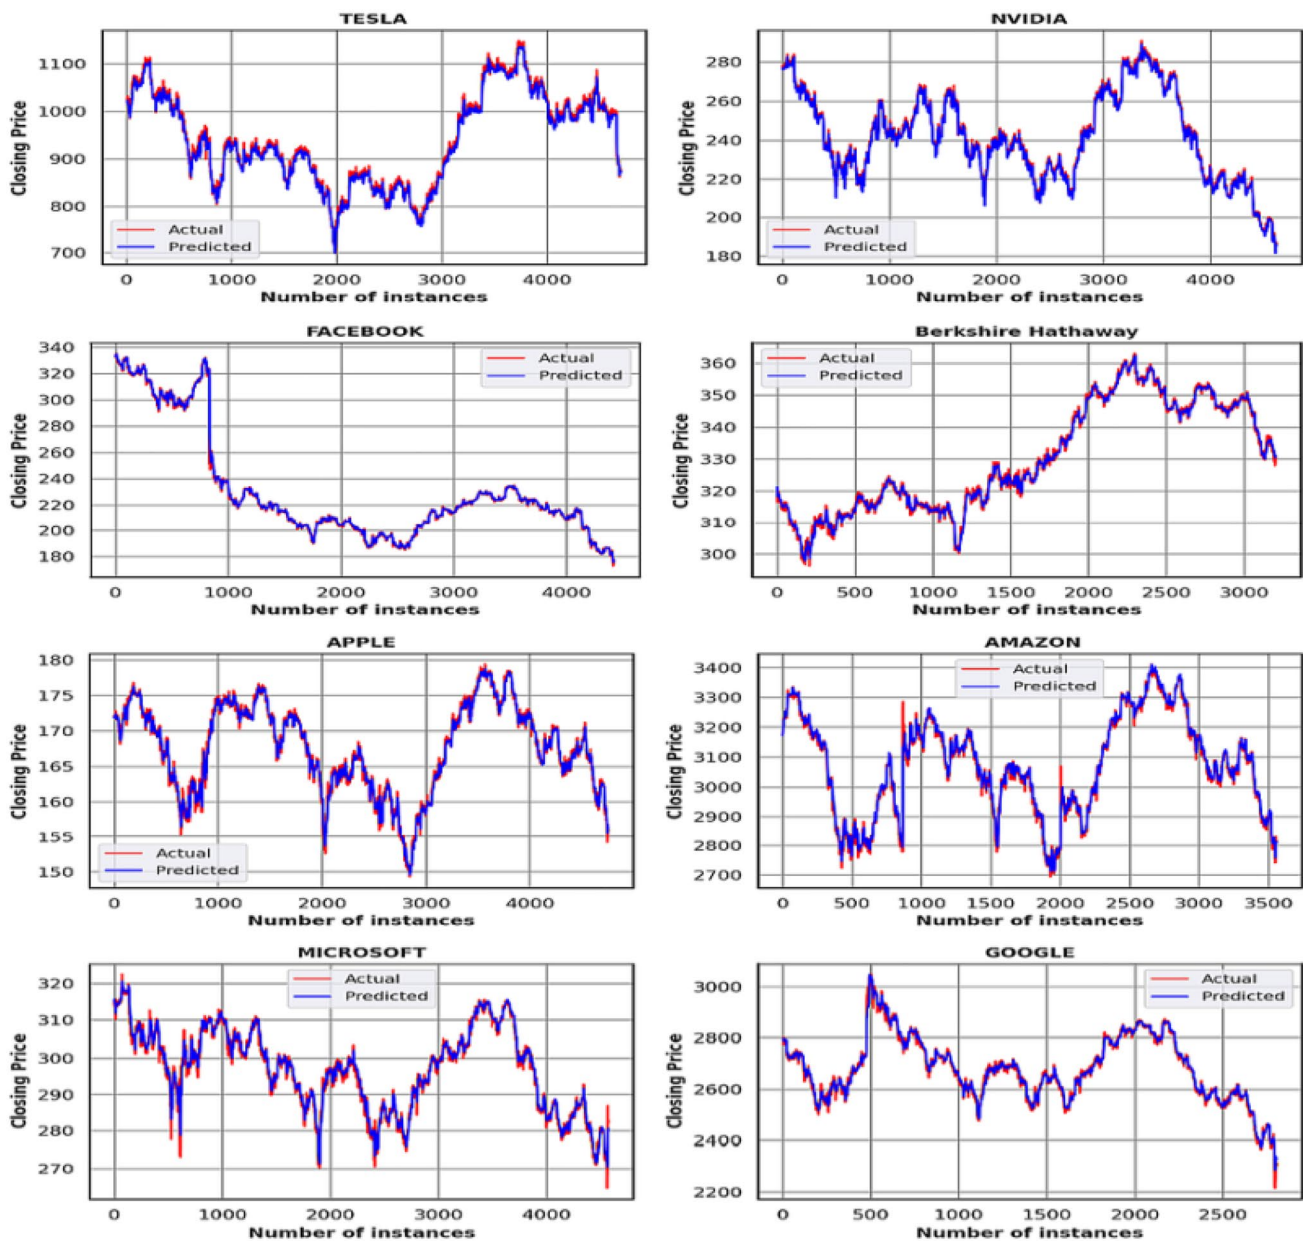 TESLA
Closing Price
1100
1000
900
800
700
Actual
Predicted
0 1000 2000 3000 4000
Number of instances
NVIDIA
Closing Price
280
260
240
220
200
180
Actual
Predicted
0 1000 2000 3000 4000
Number of instances
FACEBOOK
Closing Price
340
320
300
280
260
240
220
200
180
Actual
Predicted
0 1000 2000 3000 4000
Number of instances
Berkshire Hathaway
Closing Price
360
350
340
330
320
310
300
Actual
Predicted
0 500 1000 1500 2000 2500 3000
Number of instances
APPLE
Closing Price
180
175
170
165
160
155
150
Actual
Predicted
0 1000 2000 3000 4000
Number of instances
AMAZON
Closing Price
3400
3300
3200
3100
3000
2900
2800
2700
Actual
Predicted
0 500 1000 1500 2000 2500 3000 3500
Number of instances
MICROSOFT
Closing Price
320
310
300
290
280
270
Actual
Predicted
0 1000 2000 3000 4000
Number of instances
GOOGLE
Closing Price
3000
2800
2600
2400
2200
Actual
Predicted
0 500 1000 1500 2000 2500
Number of instances